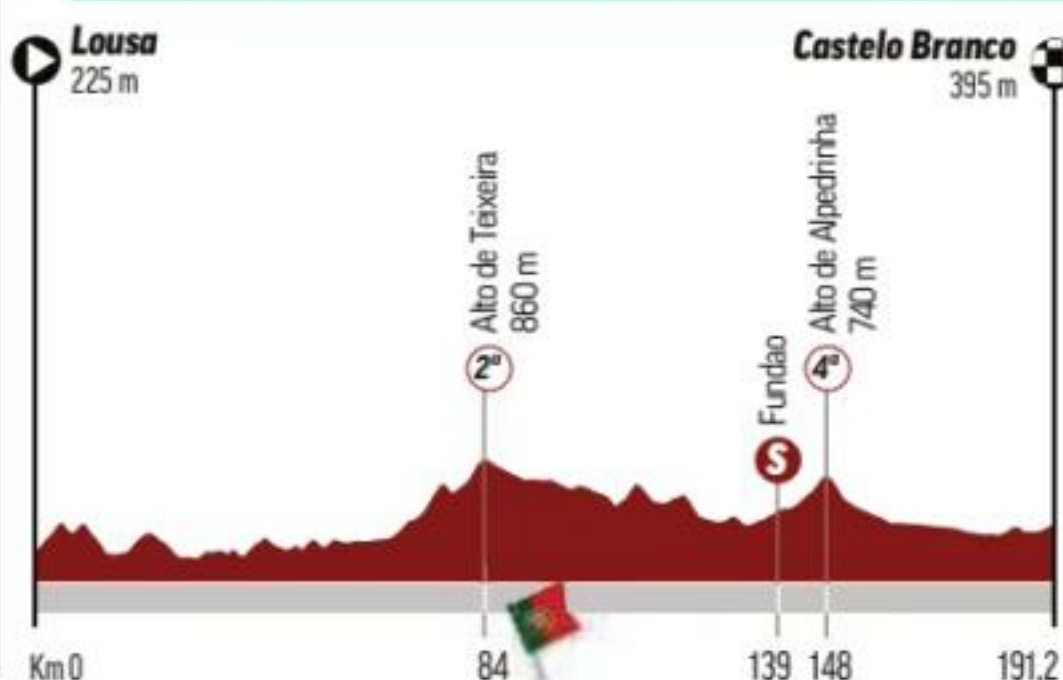 Lousa
225 m
Castelo Branco
395 m
Alto de Teixeira
860 m
2ª
Fundao
S
Alto de Alpedrinha
740 m
4ª
Km 0
84
139
148
191,2